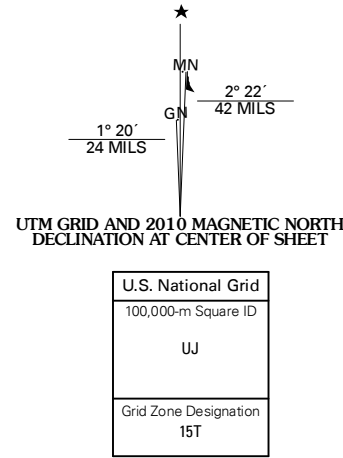 ★
MN
2° 22´
42 MILS
GN
1° 20´
24 MILS
UTM GRID AND 2010 MAGNETIC NORTH
DECLINATION AT CENTER OF SHEET
U.S. National Grid
100,000-m Square ID
UJ
Grid Zone Designation
15T